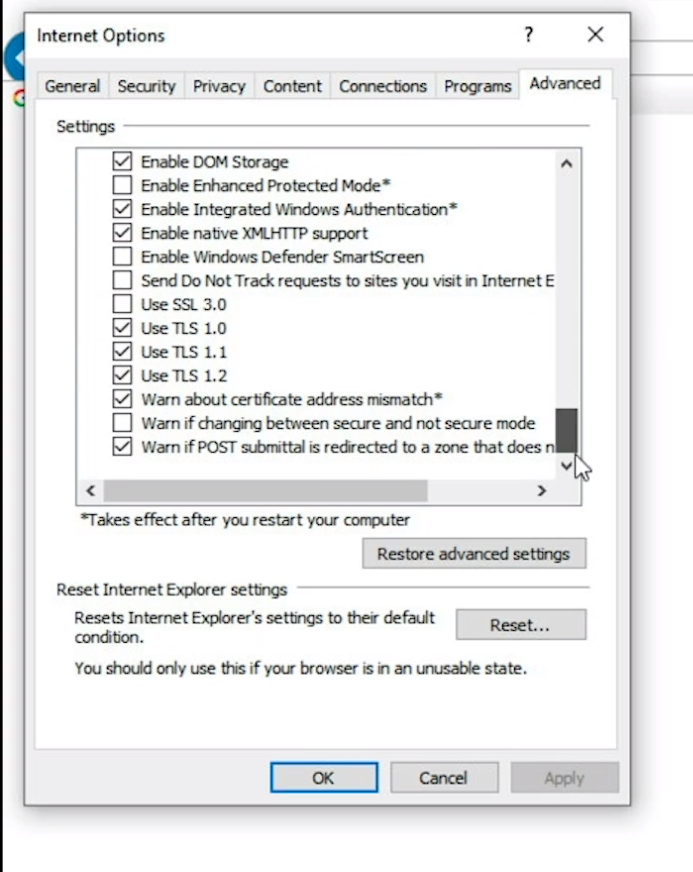 Internet Options
?
General Security Privacy Content Connections Programs Advanced
Settings
Enable DOM Storage
Enable Enhanced Protected Mode*
Enable Integrated Windows Authentication*
Enable native XMLHTTP support
Enable Windows Defender SmartScreen
Send Do Not Track requests to sites you visit in Internet E
Use SSL 3.0
Use TLS 1.0
Use TLS 1.1
Use TLS 1.2
Warn about certificate address mismatch*
Warn if changing between secure and not secure mode
Warn if POST submittal is redirected to a zone that does n
*Takes effect after you restart your computer
Restore advanced settings
Reset Internet Explorer settings
Resets Internet Explorer's settings to their default
condition.
Reset...
You should only use this if your browser is in an unusable state.
OK Cancel Apply